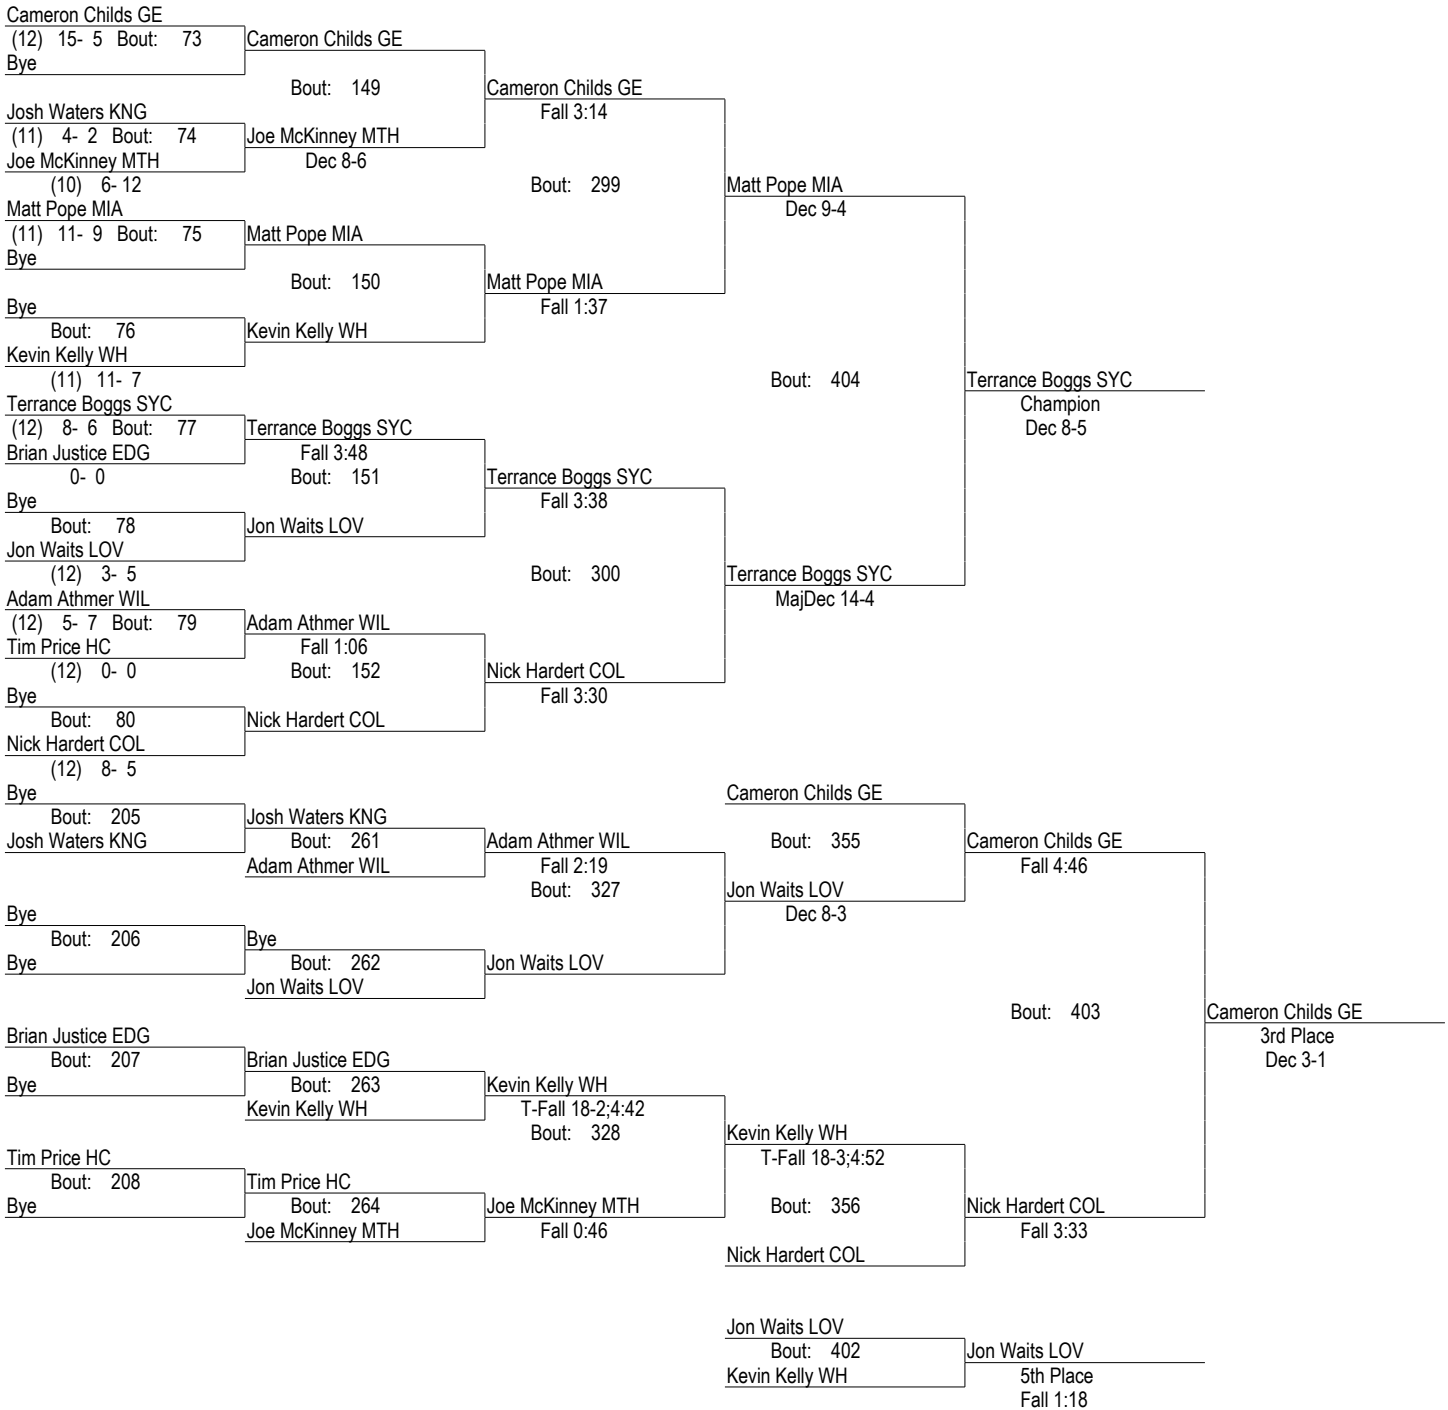 Cameron Childs GE
(12) 15- 5 Bout: 73 Cameron Childs GE
Bye
Bout: 149 Cameron Childs GE
Josh Waters KNG Fall 3:14
(11) 4- 2 Bout: 74 Joe McKinney MTH
Joe McKinney MTH Dec 8-6
(10) 6- 12 Bout: 299 Matt Pope MIA
Matt Pope MIA Dec 9-4
(11) 11- 9 Bout: 75 Matt Pope MIA
Bye
Bout: 150 Matt Pope MIA
Bye Fall 1:37
Bout: 76 Kevin Kelly WH
Kevin Kelly WH
(11) 11- 7 Bout: 404 Terrance Boggs SYC
Terrance Boggs SYC Champion
(12) 8- 6 Bout: 77 Terrance Boggs SYC Dec 8-5
Brian Justice EDG Fall 3:48
0- 0 Bout: 151 Terrance Boggs SYC
Bye Fall 3:38
Bout: 78 Jon Waits LOV
Jon Waits LOV
(12) 3- 5 Bout: 300 Terrance Boggs SYC
Adam Athmer WIL MajDec 14-4
(12) 5- 7 Bout: 79 Adam Athmer WIL
Tim Price HC Fall 1:06
(12) 0- 0 Bout: 152 Nick Hardert COL
Bye Fall 3:30
Bout: 80 Nick Hardert COL
Nick Hardert COL
(12) 8- 5
Bye Cameron Childs GE
Bout: 205 Josh Waters KNG
Josh Waters KNG Bout: 261 Adam Athmer WIL Bout: 355 Cameron Childs GE
Adam Athmer WIL Fall 2:19 Fall 4:46
Bout: 327 Jon Waits LOV
Bye Dec 8-3
Bout: 206 Bye
Bye Bout: 262 Jon Waits LOV
Jon Waits LOV
Bout: 403 Cameron Childs GE
Brian Justice EDG 3rd Place
Bout: 207 Brian Justice EDG Dec 3-1
Bye Bout: 263 Kevin Kelly WH
Kevin Kelly WH T-Fall 18-2;4:42
Bout: 328 Kevin Kelly WH
Tim Price HC T-Fall 18-3;4:52
Bout: 208 Tim Price HC
Bye Bout: 264 Joe McKinney MTH Bout: 356 Nick Hardert COL
Joe McKinney MTH Fall 0:46 Fall 3:33
Nick Hardert COL
Jon Waits LOV
Bout: 402 Jon Waits LOV
Kevin Kelly WH 5th Place
Fall 1:18